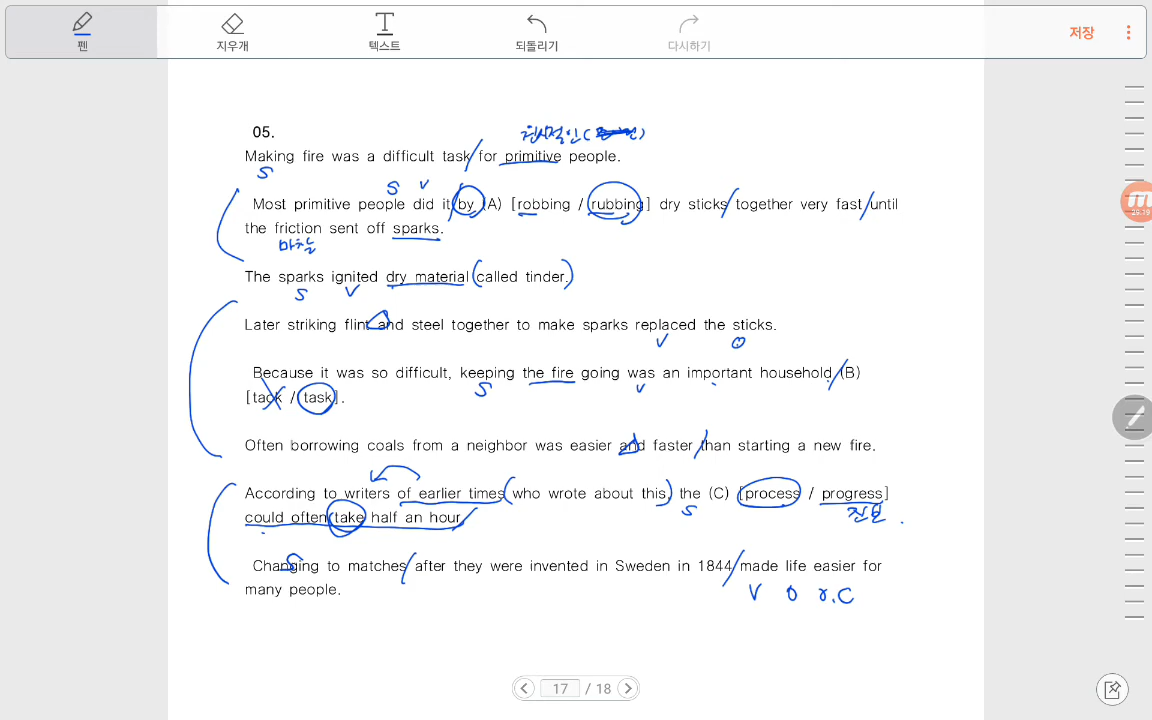 펜 지우개 텍스트 되돌리기 다시하기 저장
05.
원시적인( )
Making fire was a difficult task for primitive people.
S
S V
Most primitive people did it by (A) [robbing / rubbing] dry sticks together very fast until
the friction sent off sparks.
마찰
The sparks ignited dry material (called tinder.)
S V
Later striking flint and steel together to make sparks replaced the sticks.
V O
Because it was so difficult, keeping the fire going was an important household (B)
S V
[tack / task].
Often borrowing coals from a neighbor was easier and faster than starting a new fire.
According to writers of earlier times (who wrote about this,) the (C) [process / progress]
S
could often take half an hour.
진보
S
Changing to matches after they were invented in Sweden in 1844 made life easier for
many people.
V O O.C
17 / 18